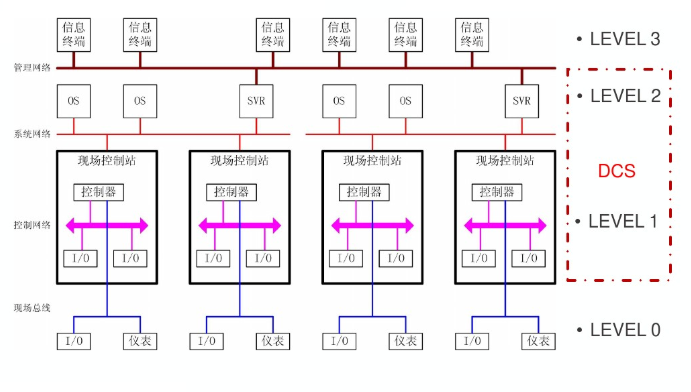 信息终端 信息终端 信息终端 信息终端 信息终端 信息终端
• LEVEL 3
管理网络
OS OS SVR OS OS SVR
• LEVEL 2
系统网络
现场控制站 现场控制站 现场控制站 现场控制站
DCS
控制器 控制器 控制器 控制器
控制网络
• LEVEL 1
I/O I/O I/O I/O I/O I/O I/O I/O
现场总线
I/O 仪表 I/O 仪表 I/O 仪表 I/O 仪表
• LEVEL 0